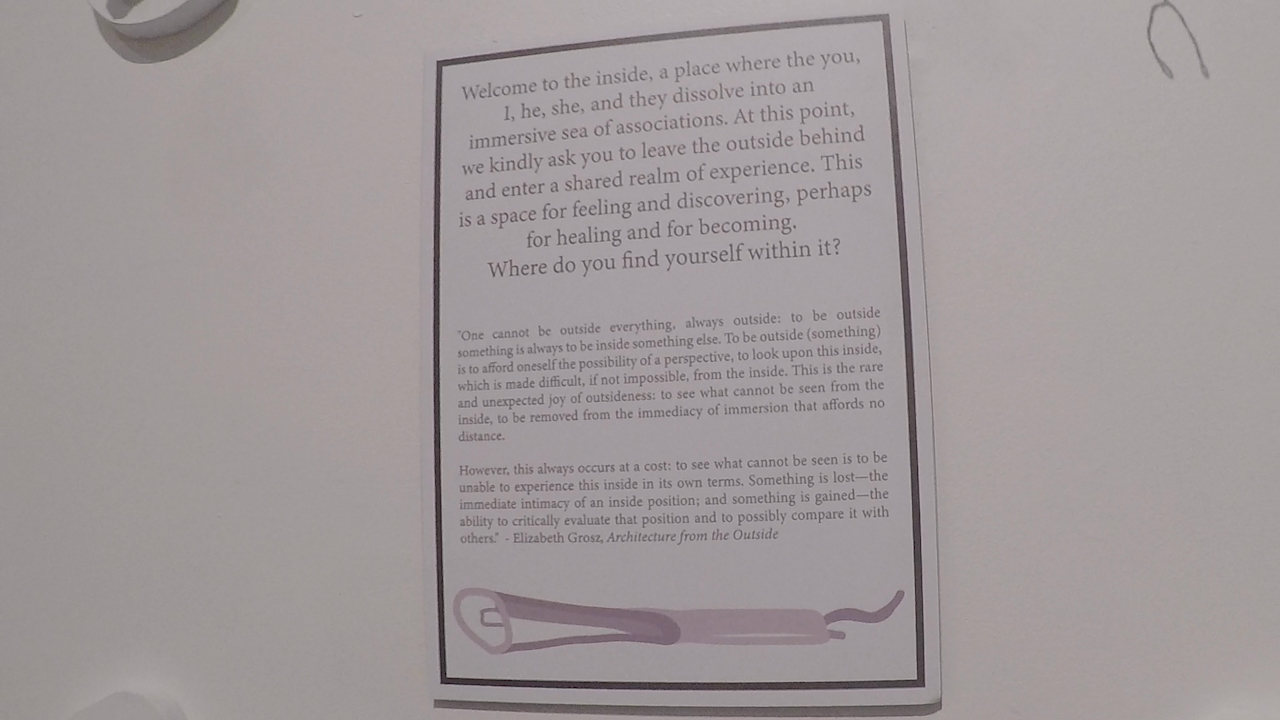 Welcome to the inside, a place where the you,
I, he, she, and they dissolve into an
immersive sea of associations. At this point,
we kindly ask you to leave the outside behind
and enter a shared realm of experience. This
is a space for feeling and discovering, perhaps
for healing and for becoming.
Where do you find yourself within it?
"One cannot be outside everything, always outside: to be outside
something is always to be inside something else. To be outside (something)
is to afford oneself the possibility of a perspective, to look upon this inside,
which is made difficult, if not impossible, from the inside. This is the rare
and unexpected joy of outsideness: to see what cannot be seen from the
inside, to be removed from the immediacy of immersion that affords no
distance.
However, this always occurs at a cost: to see what cannot be seen is to be
unable to experience this inside in its own terms. Something is lost—the
immediate intimacy of an inside position; and something is gained—the
ability to critically evaluate that position and to possibly compare it with
others." - Elizabeth Grosz, Architecture from the Outside